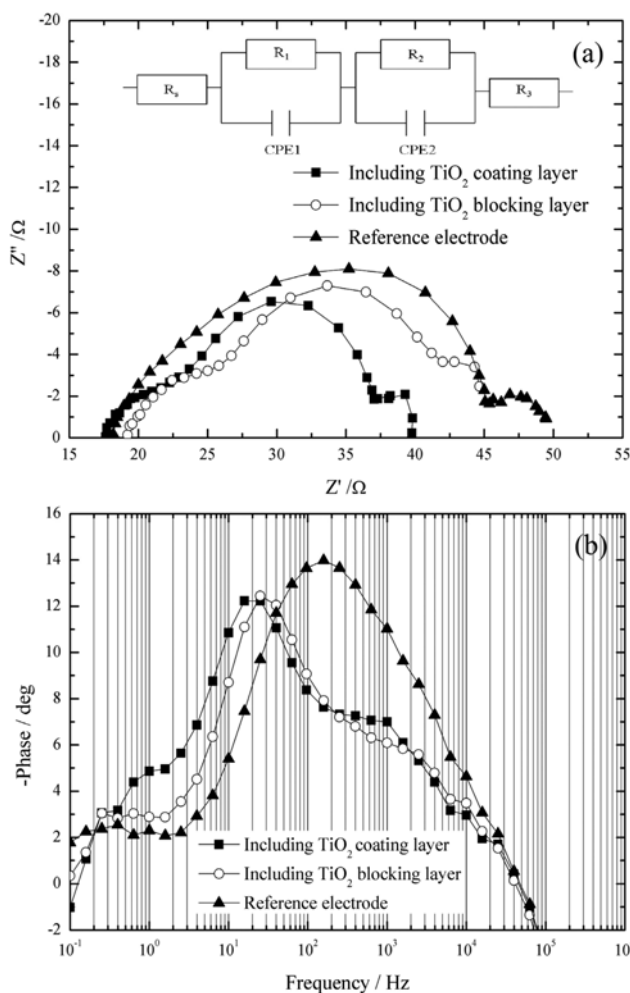 (a)
R₁
R₂
Rₛ
R₃
CPE1
CPE2
Including TiO₂ coating layer
Including TiO₂ blocking layer
Reference electrode
-20
-18
-16
-14
-12
-10
-8
-6
-4
-2
0
Z'' /Ω
15 20 25 30 35 40 45 50 55
Z' /Ω
(b)
16
14
12
10
8
6
4
2
0
-2
-Phase / deg
Including TiO₂ coating layer
Including TiO₂ blocking layer
Reference electrode
10⁻¹ 10⁰ 10¹ 10² 10³ 10⁴ 10⁵ 10
Frequency / Hz